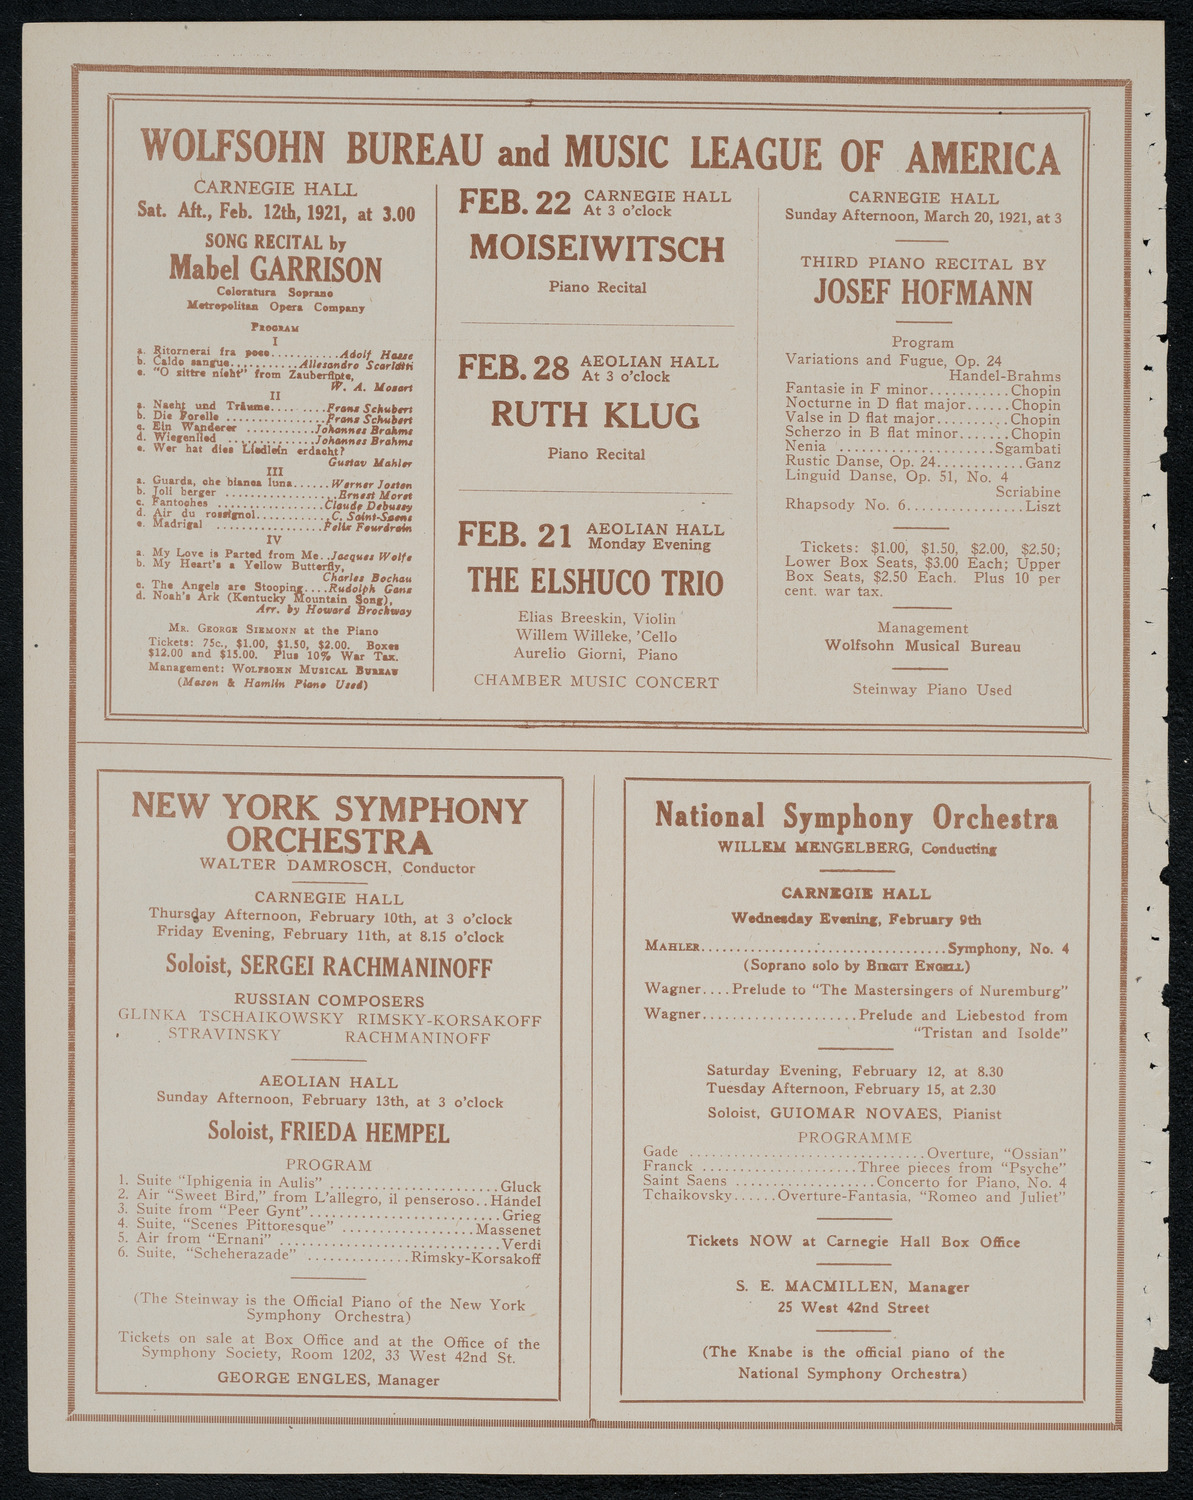 WOLFSOHN BUREAU and MUSIC LEAGUE OF AMERICA
CARNEGIE HALL
Sat. Aft., Feb. 12th, 1921, at 3.00
SONG RECITAL by
Mabel GARRISON
Coloratura Soprano
Metropolitan Opera Company
PROGRAM
I
a. Ritornerai fra poco...........Adolf Hasse
b. Caldo sangue...........Allesandro Scarlatti
c. "O zittre nicht" from Zauberflote,
W. A. Mozart
II
a. Nacht und Träume.........Franz Schubert
b. Die Forelle ...............Franz Schubert
c. Ein Wanderer ..........Johannes Brahms
d. Wiegenlied .............Johannes Brahms
e. Wer hat dies Liedlein erdacht?
Gustav Mahler
III
a. Guarda, che bianca luna......Werner Josten
b. Joli berger .................Ernest Moret
c. Fantoches ................Claude Debussy
d. Air du rossignol...........C. Saint-Saens
e. Madrigal ................Felix Fourdrain
IV
a. My Love is Parted from Me..Jacques Wolfe
b. My Heart's a Yellow Butterfly,
Charles Bochau
c. The Angels are Stooping....Rudolph Ganz
d. Noah's Ark (Kentucky Mountain Song),
Arr. by Howard Brockway
MR. GEORGE SIEMONN at the Piano
Tickets: 75c., $1.00, $1.50, $2.00. Boxes
$12.00 and $15.00. Plus 10% War Tax.
Management: WOLFSOHN MUSICAL BUREAU
(Mason & Hamlin Piano Used)
FEB. 22 CARNEGIE HALL
At 3 o'clock
MOISEIWITSCH
Piano Recital
FEB. 28 AEOLIAN HALL
At 3 o'clock
RUTH KLUG
Piano Recital
FEB. 21 AEOLIAN HALL
Monday Evening
THE ELSHUCO TRIO
Elias Breeskin, Violin
Willem Willeke, 'Cello
Aurelio Giorni, Piano
CHAMBER MUSIC CONCERT
CARNEGIE HALL
Sunday Afternoon, March 20, 1921, at 3
THIRD PIANO RECITAL BY
JOSEF HOFMANN
Program
Variations and Fugue, Op. 24
Handel-Brahms
Fantasie in F minor...........Chopin
Nocturne in D flat major......Chopin
Valse in D flat major..........Chopin
Scherzo in B flat minor.......Chopin
Nenia ....................Sgambati
Rustic Danse, Op. 24............Ganz
Linguid Danse, Op. 51, No. 4
Scriabine
Rhapsody No. 6...............Liszt
Tickets: $1.00, $1.50, $2.00, $2.50;
Lower Box Seats, $3.00 Each; Upper
Box Seats, $2.50 Each. Plus 10 per
cent. war tax.
Management
Wolfsohn Musical Bureau
Steinway Piano Used
NEW YORK SYMPHONY
ORCHESTRA
WALTER DAMROSCH, Conductor
CARNEGIE HALL
Thursday Afternoon, February 10th, at 3 o'clock
Friday Evening, February 11th, at 8.15 o'clock
Soloist, SERGEI RACHMANINOFF
RUSSIAN COMPOSERS
GLINKA TSCHAIKOWSKY RIMSKY-KORSAKOFF
STRAVINSKY RACHMANINOFF
AEOLIAN HALL
Sunday Afternoon, February 13th, at 3 o'clock
Soloist, FRIEDA HEMPEL
PROGRAM
1. Suite "Iphigenia in Aulis" .......................Gluck
2. Air "Sweet Bird," from L'allegro, il penseroso..Händel
3. Suite from "Peer Gynt"..........................Grieg
4. Suite, "Scenes Pittoresque" ..................Massenet
5. Air from "Ernani" ..............................Verdi
6. Suite, "Scheherazade" ..............Rimsky-Korsakoff
(The Steinway is the Official Piano of the New York
Symphony Orchestra)
Tickets on sale at Box Office and at the Office of the
Symphony Society, Room 1202, 33 West 42nd St.
GEORGE ENGLES, Manager
National Symphony Orchestra
WILLEM MENGELBERG, Conducting
CARNEGIE HALL
Wednesday Evening, February 9th
MAHLER.................................Symphony, No. 4
(Soprano solo by BIRGIT ENGELL)
Wagner....Prelude to "The Mastersingers of Nuremburg"
Wagner....................Prelude and Liebestod from
"Tristan and Isolde"
Saturday Evening, February 12, at 8.30
Tuesday Afternoon, February 15, at 2.30
Soloist, GUIOMAR NOVAES, Pianist
PROGRAMME
Gade ................................Overture, "Ossian"
Franck .....................Three pieces from "Psyche"
Saint Saens ...................Concerto for Piano, No. 4
Tchaikovsky......Overture-Fantasia, "Romeo and Juliet"
Tickets NOW at Carnegie Hall Box Office
S. E. MACMILLEN, Manager
25 West 42nd Street
(The Knabe is the official piano of the
National Symphony Orchestra)